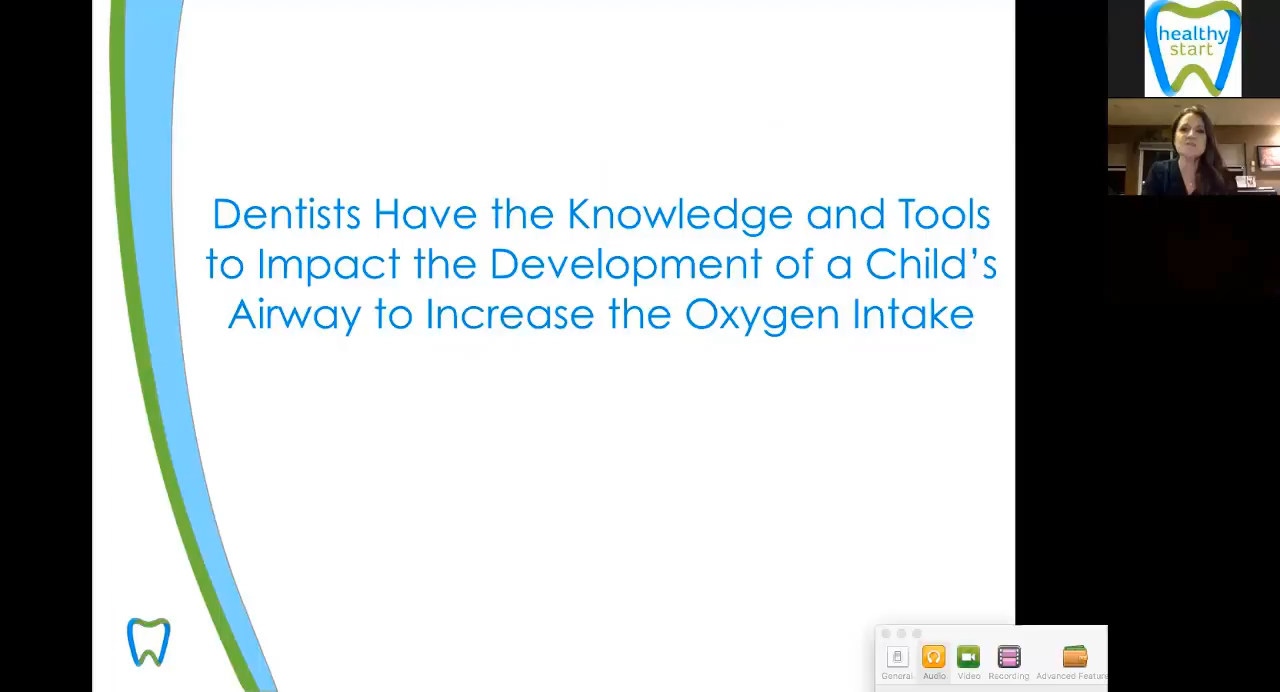 healthy
start
Dentists Have the Knowledge and Tools
to Impact the Development of a Child's
Airway to Increase the Oxygen Intake
General Audio Video Recording Advanced Feature